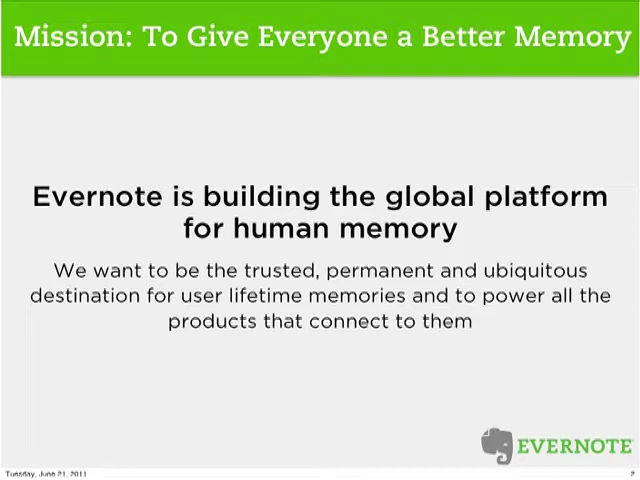 Mission: To Give Everyone a Better Memory
Evernote is building the global platform
for human memory
We want to be the trusted, permanent and ubiquitous
destination for user lifetime memories and to power all the
products that connect to them
EVERNOTE
Tuesday, June 21, 2011
2